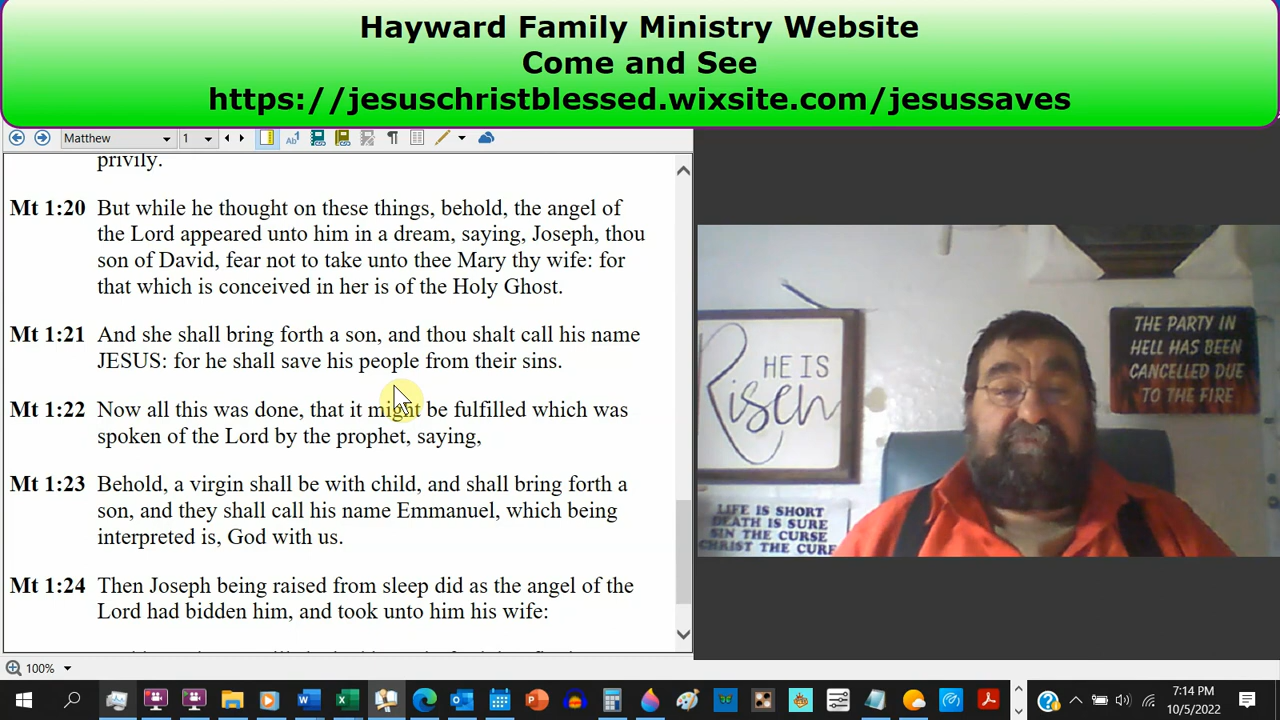 Hayward Family Ministry Website
Come and See
https://jesuschristblessed.wixsite.com/jesussaves
Matthew 1
privily.
Mt 1:20 But while he thought on these things, behold, the angel of
the Lord appeared unto him in a dream, saying, Joseph, thou
son of David, fear not to take unto thee Mary thy wife: for
that which is conceived in her is of the Holy Ghost.
Mt 1:21 And she shall bring forth a son, and thou shalt call his name
JESUS: for he shall save his people from their sins.
Mt 1:22 Now all this was done, that it might be fulfilled which was
spoken of the Lord by the prophet, saying,
Mt 1:23 Behold, a virgin shall be with child, and shall bring forth a
son, and they shall call his name Emmanuel, which being
interpreted is, God with us.
Mt 1:24 Then Joseph being raised from sleep did as the angel of the
Lord had bidden him, and took unto him his wife:
HE IS
Risen
THE PARTY IN
HELL HAS BEEN
CANCELLED DUE
TO THE FIRE
LIFE IS SHORT
DEATH IS SURE
SIN THE CURSE
CHRIST THE CURE
100%
7:14 PM
10/5/2022